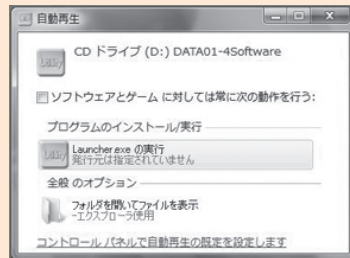 自動再生
CD ドライブ (D:) DATA01-4Software
ソフトウェアとゲーム に対しては常に次の動作を行う:
プログラムのインストール/実行
Launcher.exe の実行
発行元は指定されていません
全般 のオプション
フォルダを開いてファイルを表示
-エクスプローラ使用
コントロール パネルで自動再生の既定を設定します